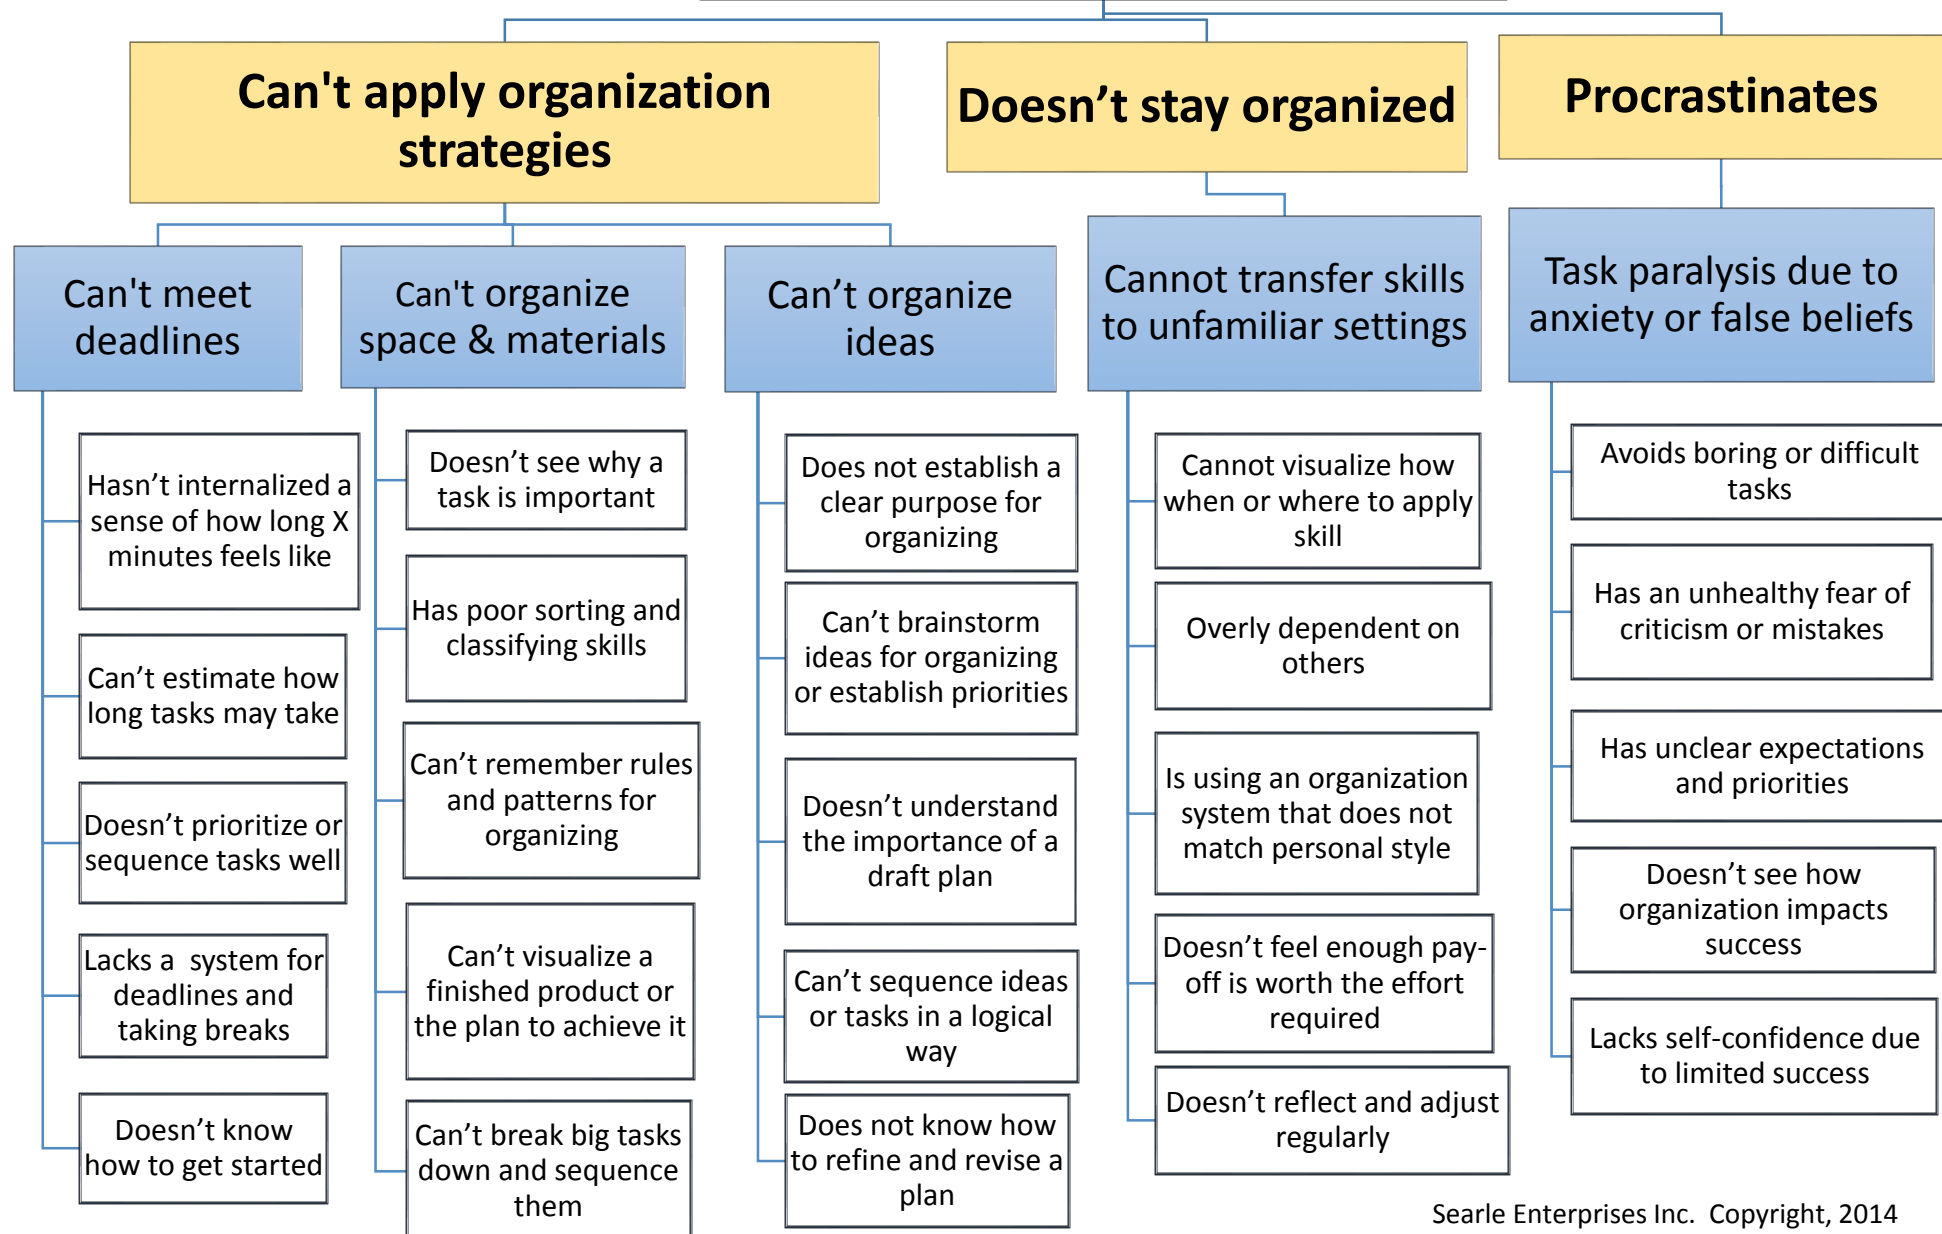 Can't apply organization
strategies
Doesn’t stay organized
Procrastinates
Can't meet
deadlines
Can't organize
space & materials
Can’t organize
ideas
Cannot transfer skills
to unfamiliar settings
Task paralysis due to
anxiety or false beliefs
Hasn’t internalized a
sense of how long X
minutes feels like
Can’t estimate how
long tasks may take
Doesn’t prioritize or
sequence tasks well
Lacks a  system for
deadlines and
taking breaks
Doesn’t know
how to get started
Doesn’t see why a
task is important
Has poor sorting and
classifying skills
Can’t remember rules
and patterns for
organizing
Can’t visualize a
finished product or
the plan to achieve it
Can’t break big tasks
down and sequence
them
Does not establish a
clear purpose for
organizing
Can’t brainstorm
ideas for organizing
or establish priorities
Doesn’t understand
the importance of a
draft plan
Can’t sequence ideas
or tasks in a logical
way
Does not know how
to refine and revise a
plan
Cannot visualize how
when or where to apply
skill
Overly dependent on
others
Is using an organization
system that does not
match personal style
Doesn’t feel enough pay-
off is worth the effort
required
Doesn’t reflect and adjust
regularly
Avoids boring or difficult
tasks
Has an unhealthy fear of
criticism or mistakes
Has unclear expectations
and priorities
Doesn’t see how
organization impacts
success
Lacks self-confidence due
to limited success
Searle Enterprises Inc.  Copyright, 2014